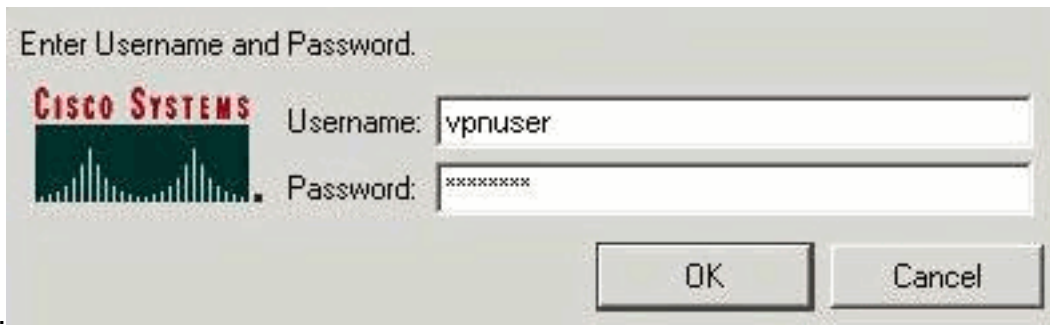 Enter Username and Password.
CISCO SYSTEMS
Username: vpnuser
Password: ********
OK Cancel